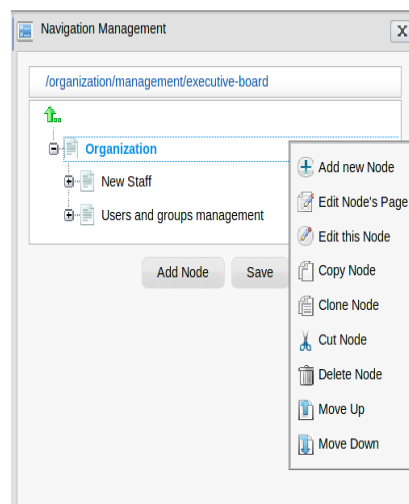 Navigation Management
X
/organization/management/executive-board
Organization
New Staff
Users and groups management
Add Node
Save
Add new Node
Edit Node's Page
Edit this Node
Copy Node
Clone Node
Cut Node
Delete Node
Move Up
Move Down